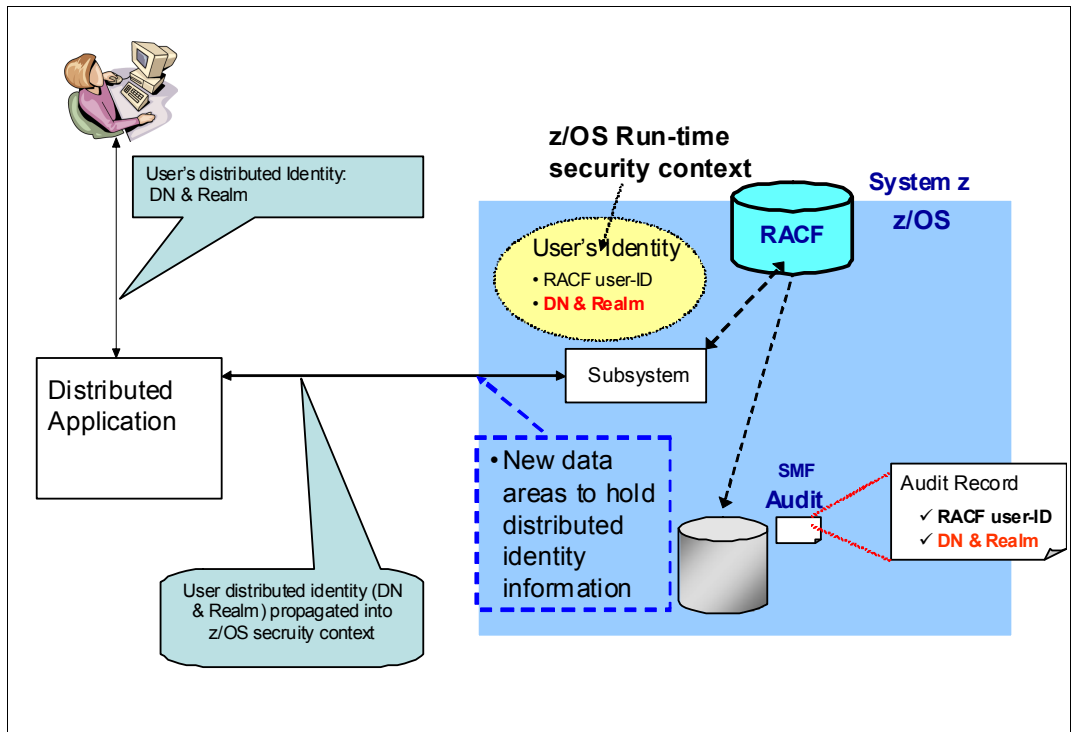 User's distributed Identity:
DN & Realm
z/OS Run-time
security context
System z
z/OS
RACF
User's Identity
• RACF user-ID
• DN & Realm
Distributed
Application
Subsystem
• New data
areas to hold
distributed
identity
information
SMF
Audit
Audit Record
✓ RACF user-ID
✓ DN & Realm
User distributed identity (DN
& Realm) propagated into
z/OS secruity context